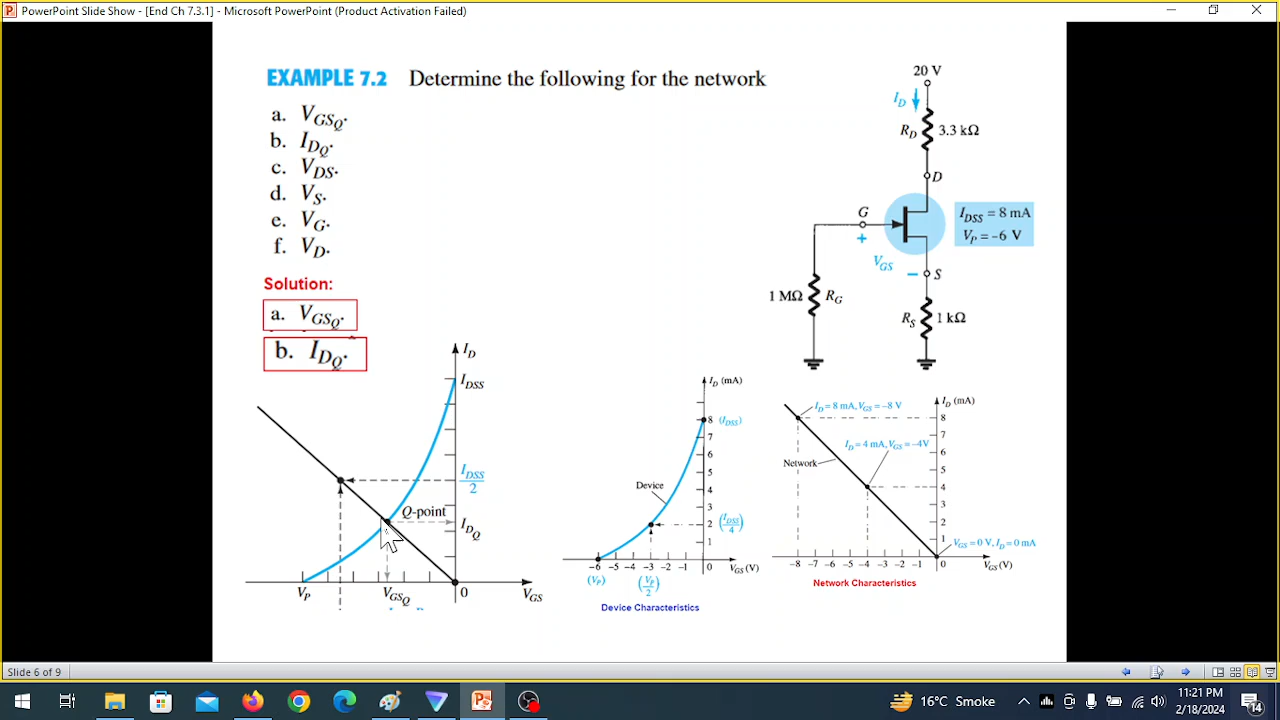 PowerPoint Slide Show - [End Ch 7.3.1] - Microsoft PowerPoint (Product Activation Failed)
EXAMPLE 7.2 Determine the following for the network
a. VGSQ.
b. IDQ.
c. VDS.
d. VS.
e. VG.
f. VD.
Solution:
a. VGSQ.
b. IDQ.
20 V
ID
RD 3.3 kΩ
D
G
IDSS = 8 mA
VP = −6 V
+
VGS
−
S
1 MΩ RG
RS 1 kΩ
ID
IDSS
IDSS
2
Q-point
IDQ
VP
VGSQ
0
VGS
ID (mA)
8 (IDSS)
7
6
5
Device
4
3
2 (IDSS/4)
1
−6 −5 −4 −3 −2 −1 0
VGS (V)
(VP)
(VP/2)
Device Characteristics
ID (mA)
ID = 8 mA, VGS = −8 V
8
7
ID = 4 mA, VGS = −4V
6
Network
5
4
3
2
1
VGS = 0 V, ID = 0 mA
−8 −7 −6 −5 −4 −3 −2 −1 0
VGS (V)
Network Characteristics
Slide 6 of 9
16°C Smoke
11:21 PM
2/18/2024
14